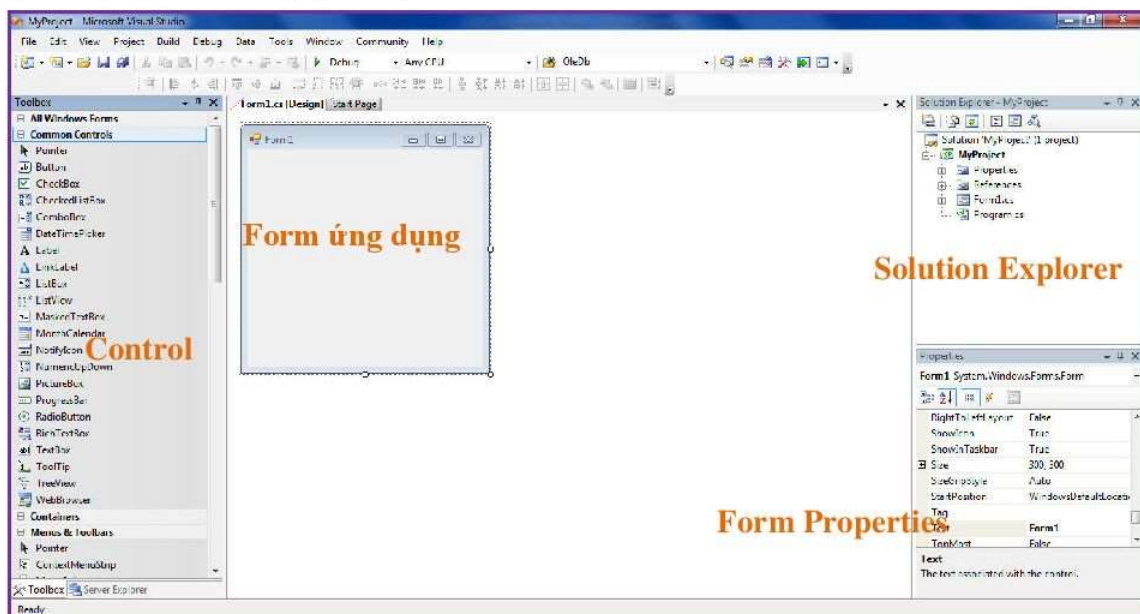 MyProject - Microsoft Visual Studio
File Edit View Project Build Debug Data Tools Window Community Help
Debug Any CPU OleDb
Toolbox
All Windows Forms
Common Controls
Pointer
Button
CheckBox
CheckedListBox
ComboBox
DateTimePicker
Label
LinkLabel
ListBox
ListView
MaskedTextBox
MonthCalendar
NotifyIcon
NumericUpDown
PictureBox
ProgressBar
RadioButton
RichTextBox
TextBox
ToolTip
TreeView
WebBrowser
Containers
Menus & Toolbars
Pointer
ContextMenuStrip
Toolbox Server Explorer
Ready
Control
Form1.cs [Design] Start Page
Form1
Form ứng dụng
Solution Explorer - MyProject
Solution 'MyProject' (1 project)
MyProject
Properties
References
Form1.cs
Program.cs
Solution Explorer
Properties
Form1 System.Windows.Forms.Form
RightToLeftLayout False
ShowIcon True
ShowInTaskbar True
Size 300, 300
SizeGripStyle Auto
StartPosition WindowsDefaultLocati
Tag
Text Form1
TopMost False
Form Properties
Text
The text associated with the control.